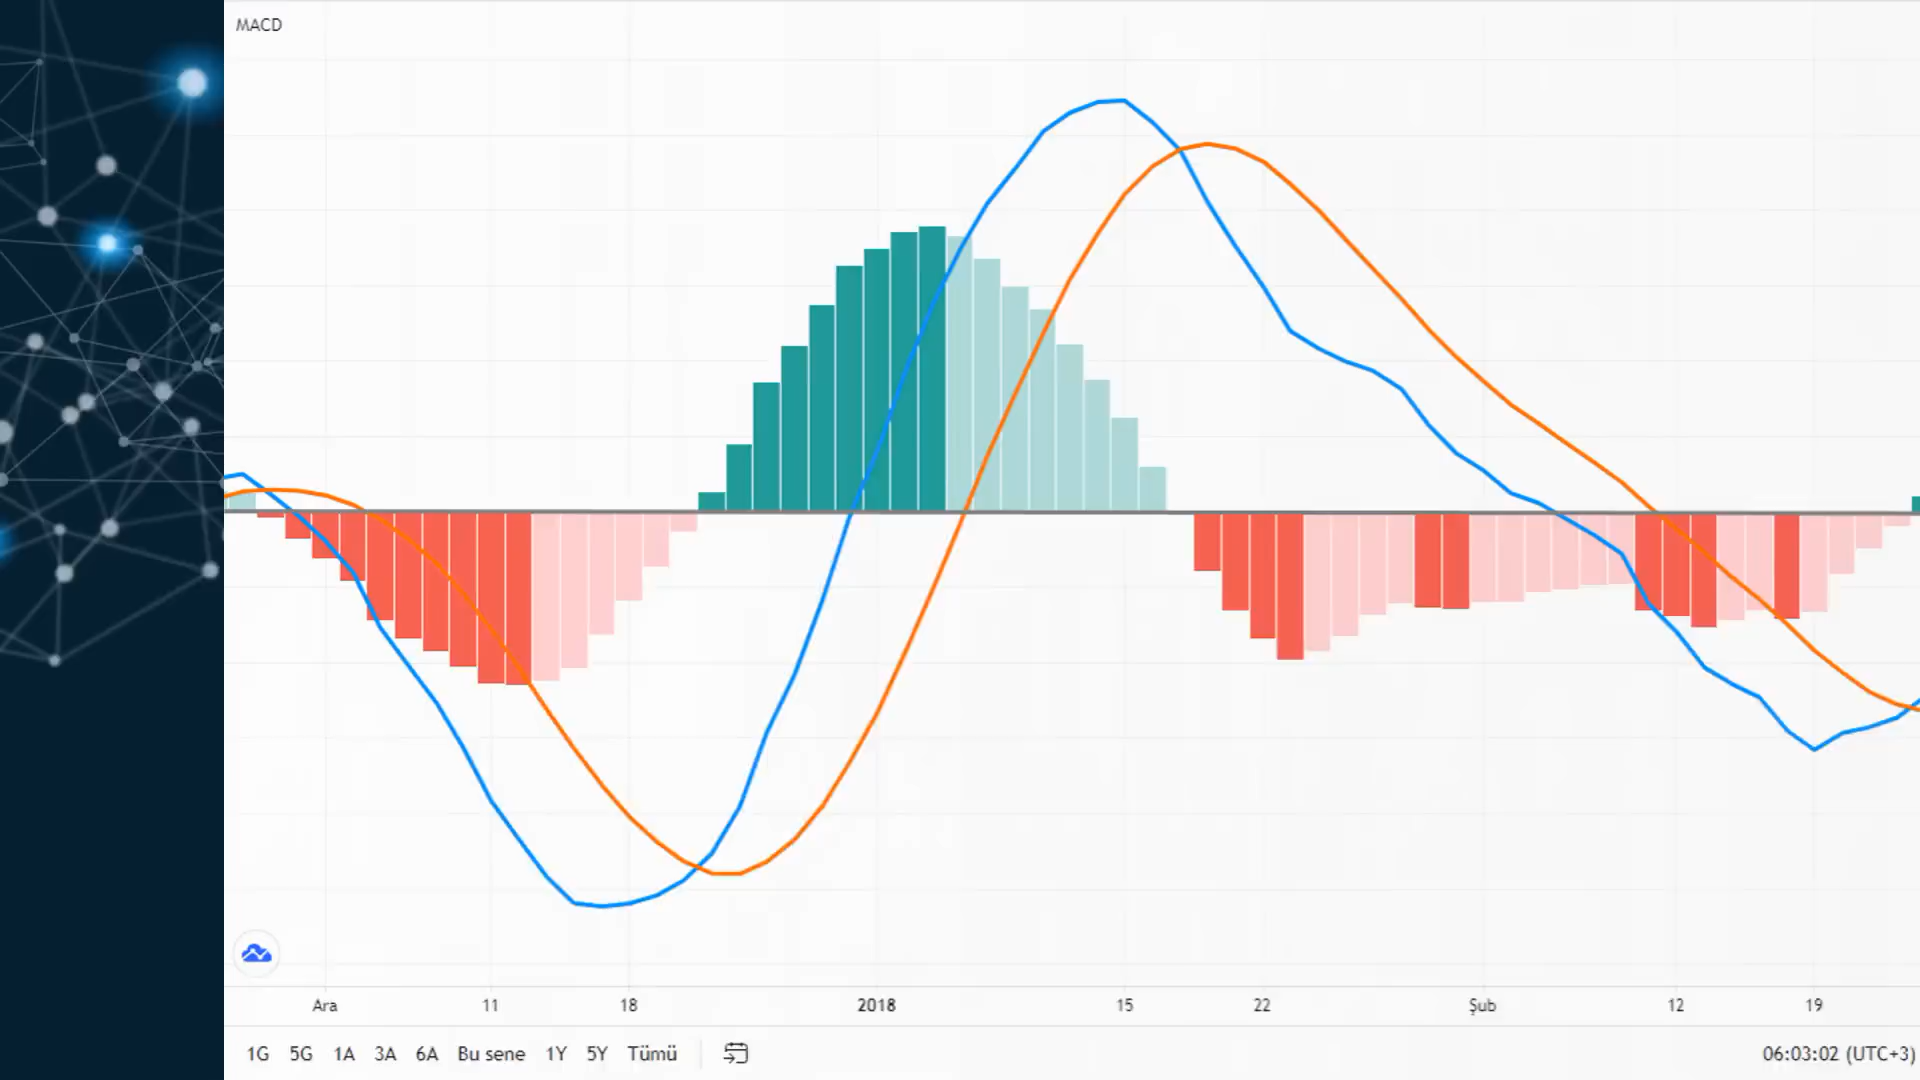 MACD
Ara 11 18 2018 15 22 Şub 12 19
1G 5G 1A 3A 6A Bu sene 1Y 5Y Tümü 06:03:02 (UTC+3)